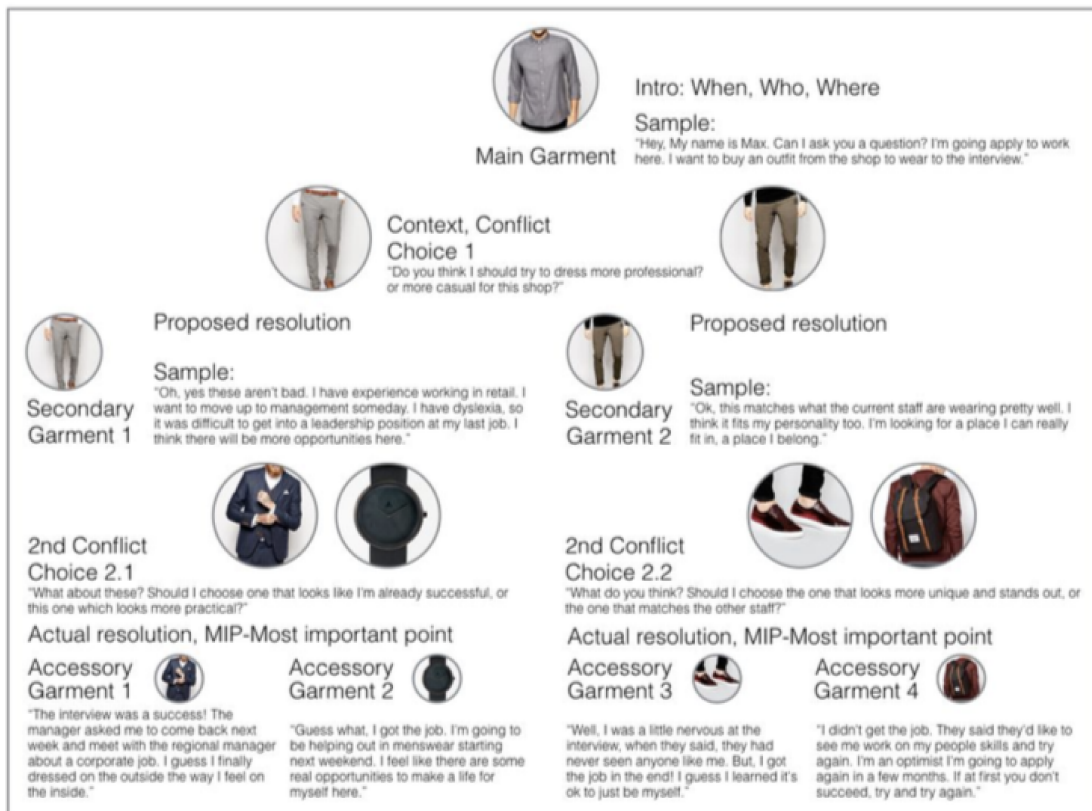 Intro: When, Who, Where
Sample:
"Hey, My name is Max. Can I ask you a question? I'm going apply to work
here. I want to buy an outfit from the shop to wear to the interview."
Main Garment
Context, Conflict
Choice 1
"Do you think I should try to dress more professional?
or more casual for this shop?"
Proposed resolution
Sample:
"Oh, yes these aren't bad. I have experience working in retail. I
want to move up to management someday. I have dyslexia, so
it was difficult to get into a leadership position at my last job. I
think there will be more opportunities here."
Secondary
Garment 1
Proposed resolution
Sample:
"Ok, this matches what the current staff are wearing pretty well. I
think it fits my personality too. I'm looking for a place I can really
fit in, a place I belong."
Secondary
Garment 2
2nd Conflict
Choice 2.1
"What about these? Should I choose one that looks like I'm already successful, or
this one which looks more practical?"
2nd Conflict
Choice 2.2
"What do you think? Should I choose the one that looks more unique and stands out, or
the one that matches the other staff?"
Actual resolution, MIP-Most important point
Accessory
Garment 1
"The interview was a success! The
manager asked me to come back next
week and meet with the regional manager
about a corporate job. I guess I finally
dressed on the outside the way I feel on
the inside."
Accessory
Garment 2
"Guess what, I got the job. I'm going to
be helping out in menswear starting
next weekend. I feel like there are some
real opportunities to make a life for
myself here."
Actual resolution, MIP-Most important point
Accessory
Garment 3
"Well, I was a little nervous at the
interview, when they said, they had
never seen anyone like me. But, I got
the job in the end! I guess I learned it's
ok to just be myself."
Accessory
Garment 4
"I didn't get the job. They said they'd like to
see me work on my people skills and try
again. I'm an optimist I'm going to apply
again in a few months. If at first you don't
succeed, try and try again."